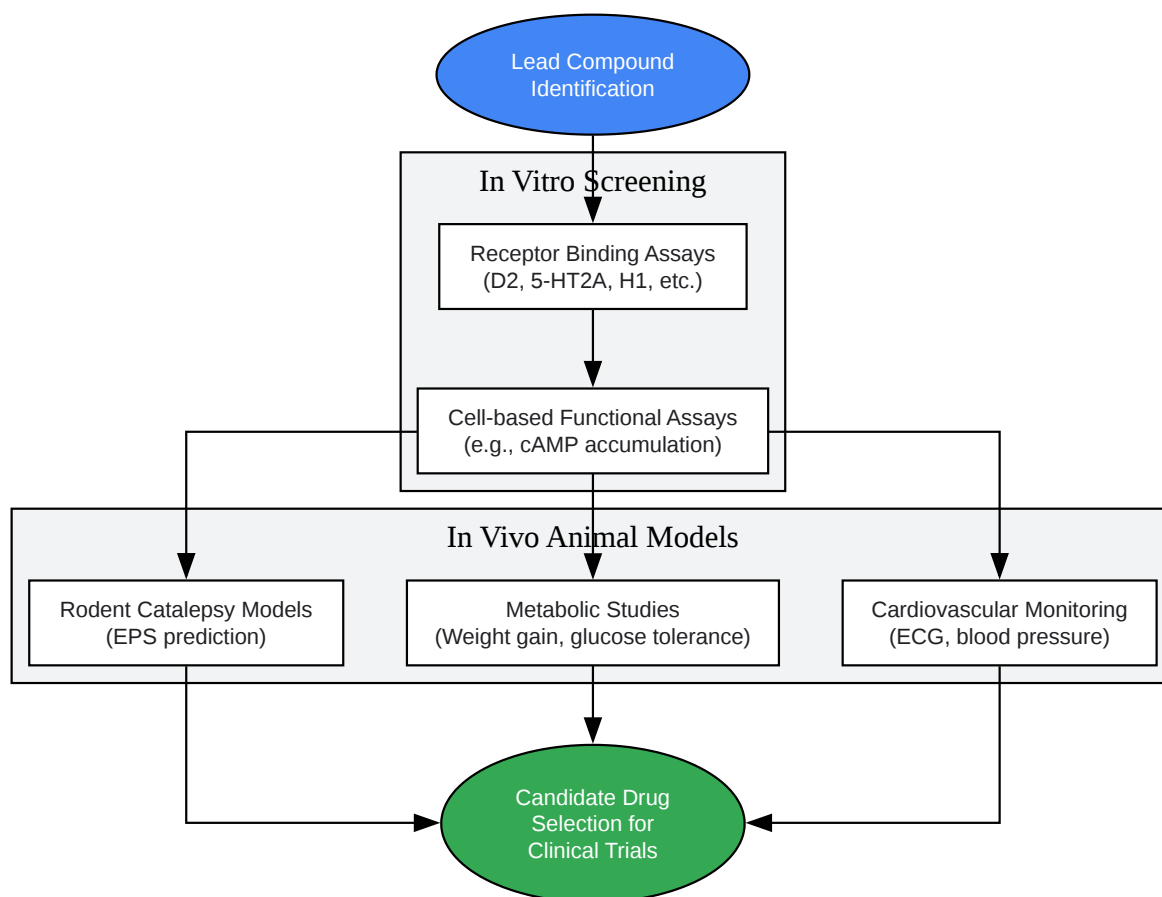 Lead Compound
Identification
In Vitro Screening
Receptor Binding Assays
(D2, 5-HT2A, H1, etc.)
Cell-based Functional Assays
(e.g., cAMP accumulation)
In Vivo Animal Models
Rodent Catalepsy Models
(EPS prediction)
Metabolic Studies
(Weight gain, glucose tolerance)
Cardiovascular Monitoring
(ECG, blood pressure)
Candidate Drug
Selection for
Clinical Trials